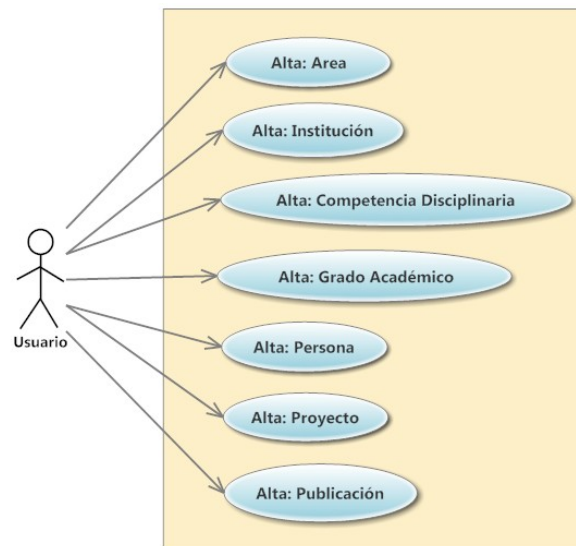 Alta: Area
Alta: Institución
Alta: Competencia Disciplinaria
Alta: Grado Académico
Usuario
Alta: Persona
Alta: Proyecto
Alta: Publicación